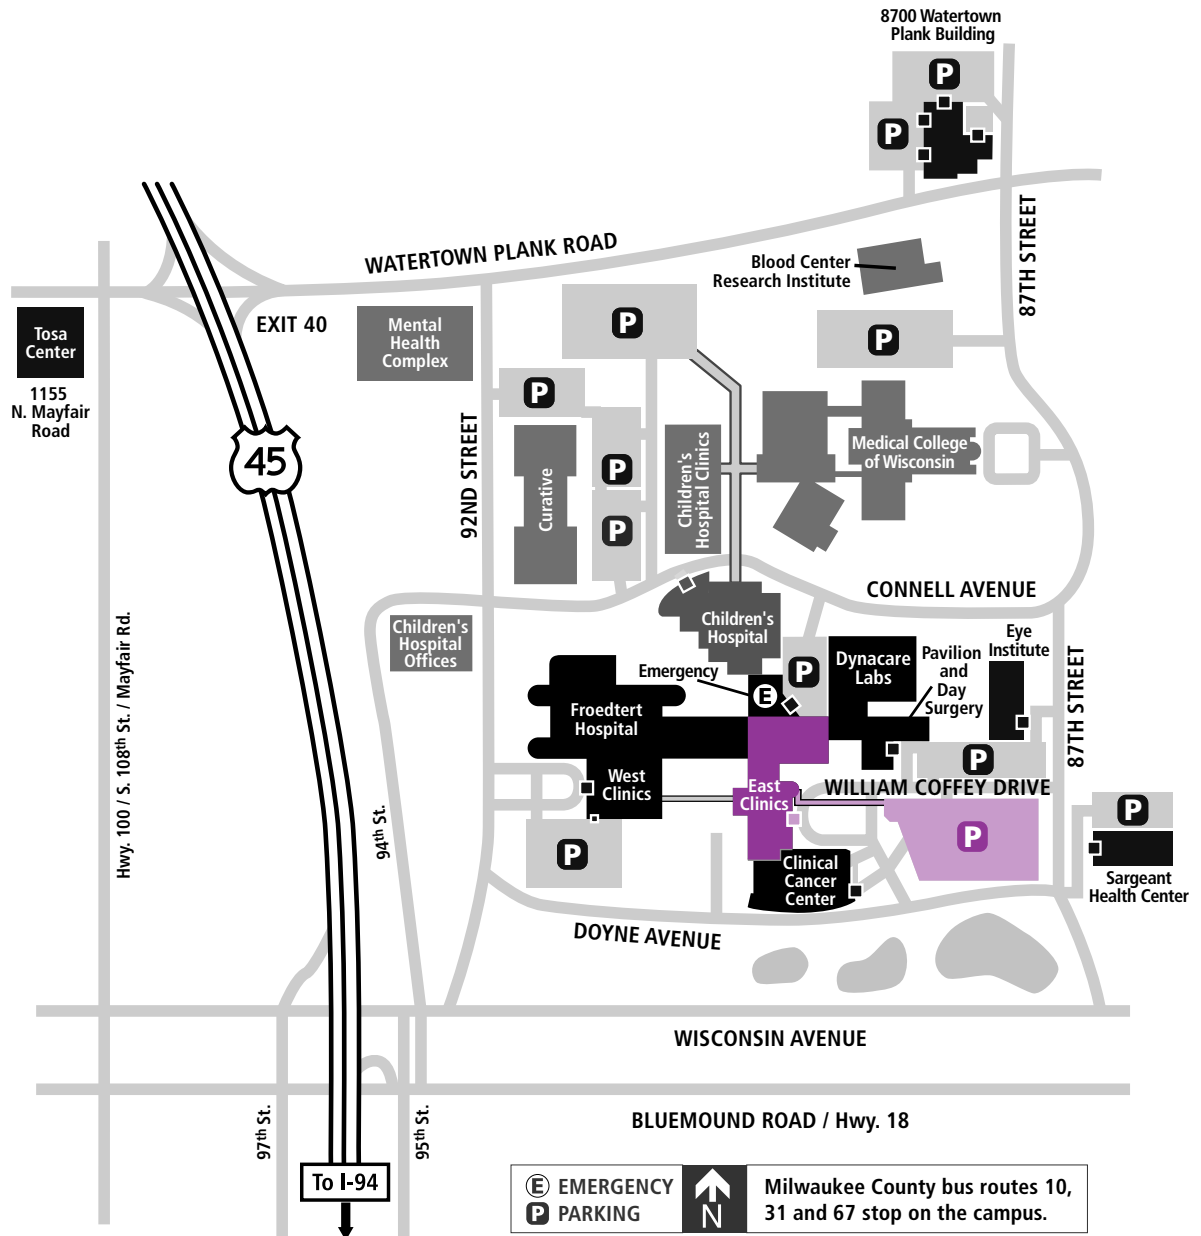 8700 Watertown
Plank Building
P
P
87TH STREET
WATERTOWN PLANK ROAD
Blood Center
Research Institute
EXIT 40
Tosa
Center
1155
N. Mayfair
Road
Mental
Health
Complex
P
P
P
45
92ND STREET
Curative
P
P
Children's
Hospital Clinics
Medical College
of Wisconsin
CONNELL AVENUE
Hwy. 100 / S. 108th St. / Mayfair Rd.
Children's
Hospital
Offices
Children's
Hospital
Emergency
E
P
Dynacare
Labs
Pavilion
and
Day
Surgery
Eye
Institute
87TH STREET
Froedtert
Hospital
West
Clinics
East
Clinics
P
WILLIAM COFFEY DRIVE
P
P
P
94th St.
Clinical
Cancer
Center
Sargeant
Health Center
DOYNE AVENUE
WISCONSIN AVENUE
97th St.
95th St.
BLUEMOUND ROAD / Hwy. 18
To I-94
E EMERGENCY
P PARKING
N
Milwaukee County bus routes 10,
31 and 67 stop on the campus.